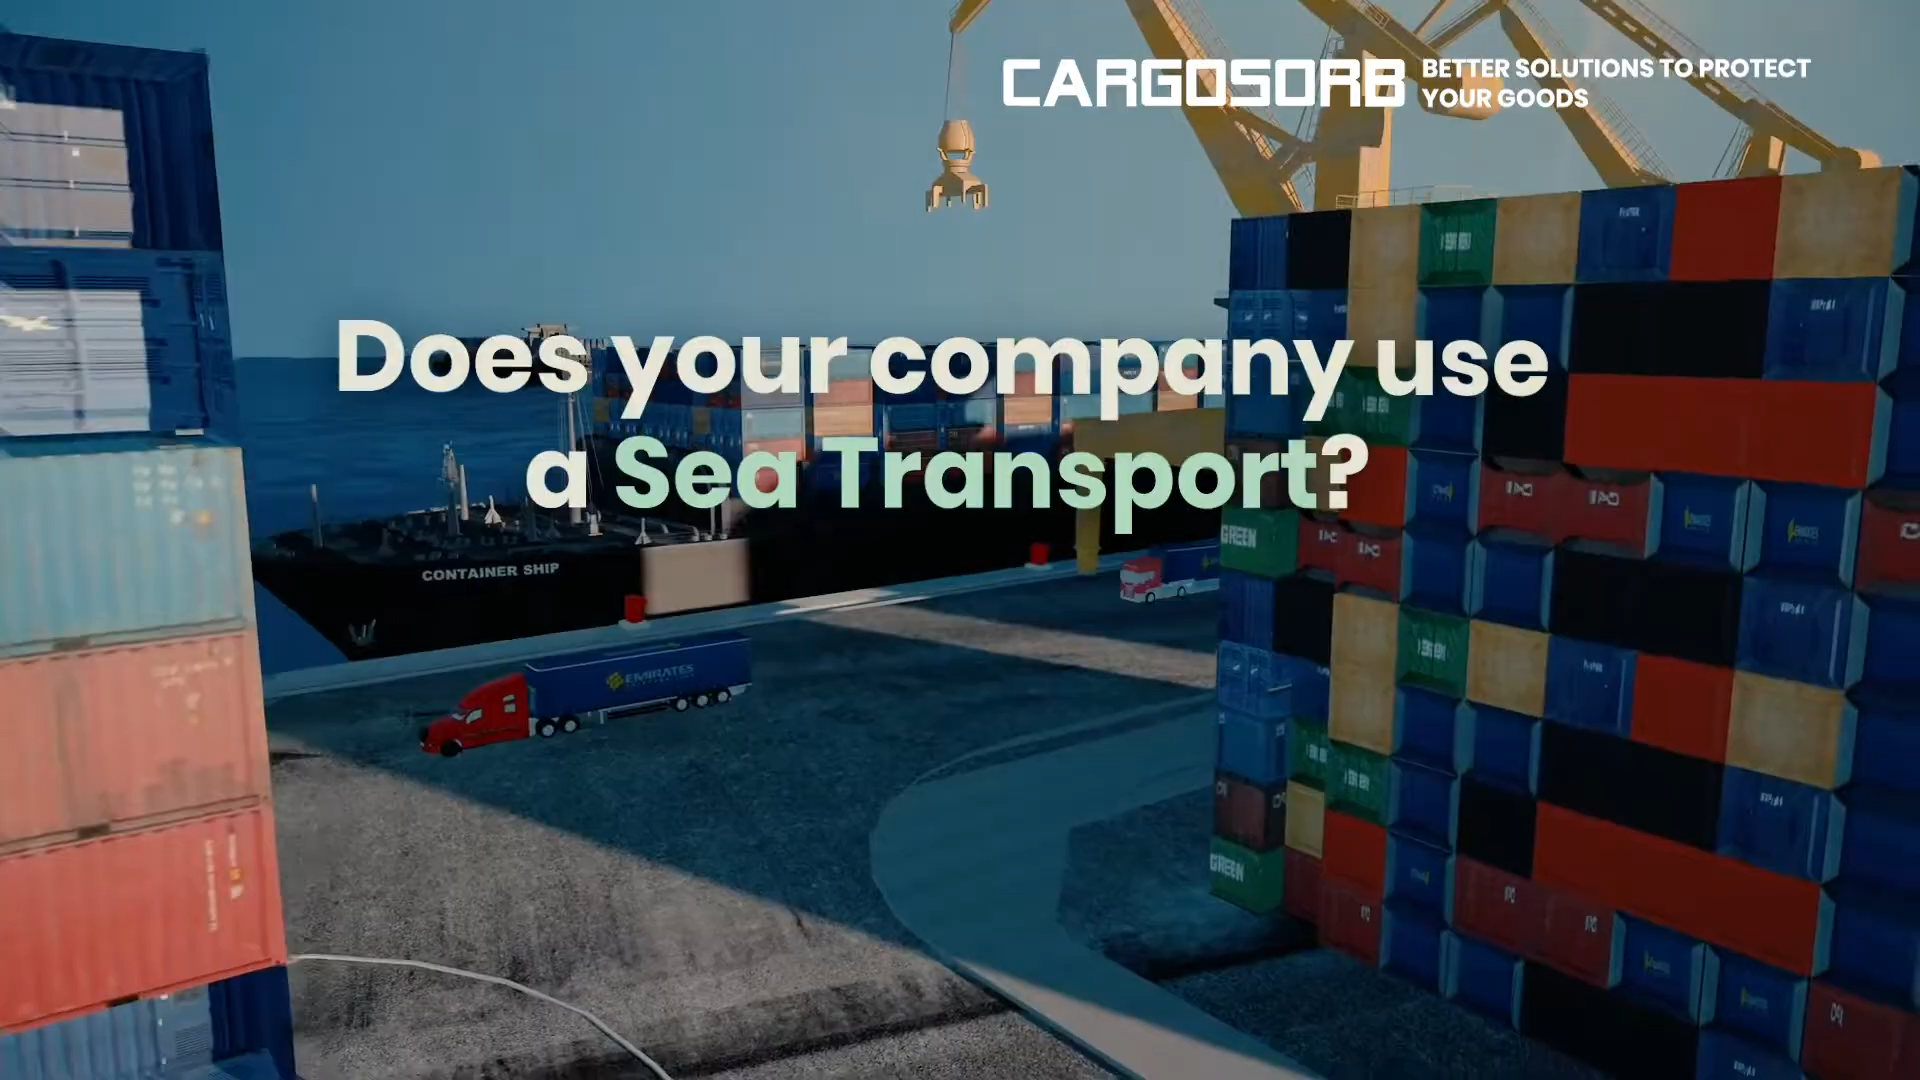 CARGOSORB
BETTER SOLUTIONS TO PROTECT
YOUR GOODS
Does your company use
a Sea Transport?
CONTAINER SHIP
EMIRATES
GREEN
GREEN